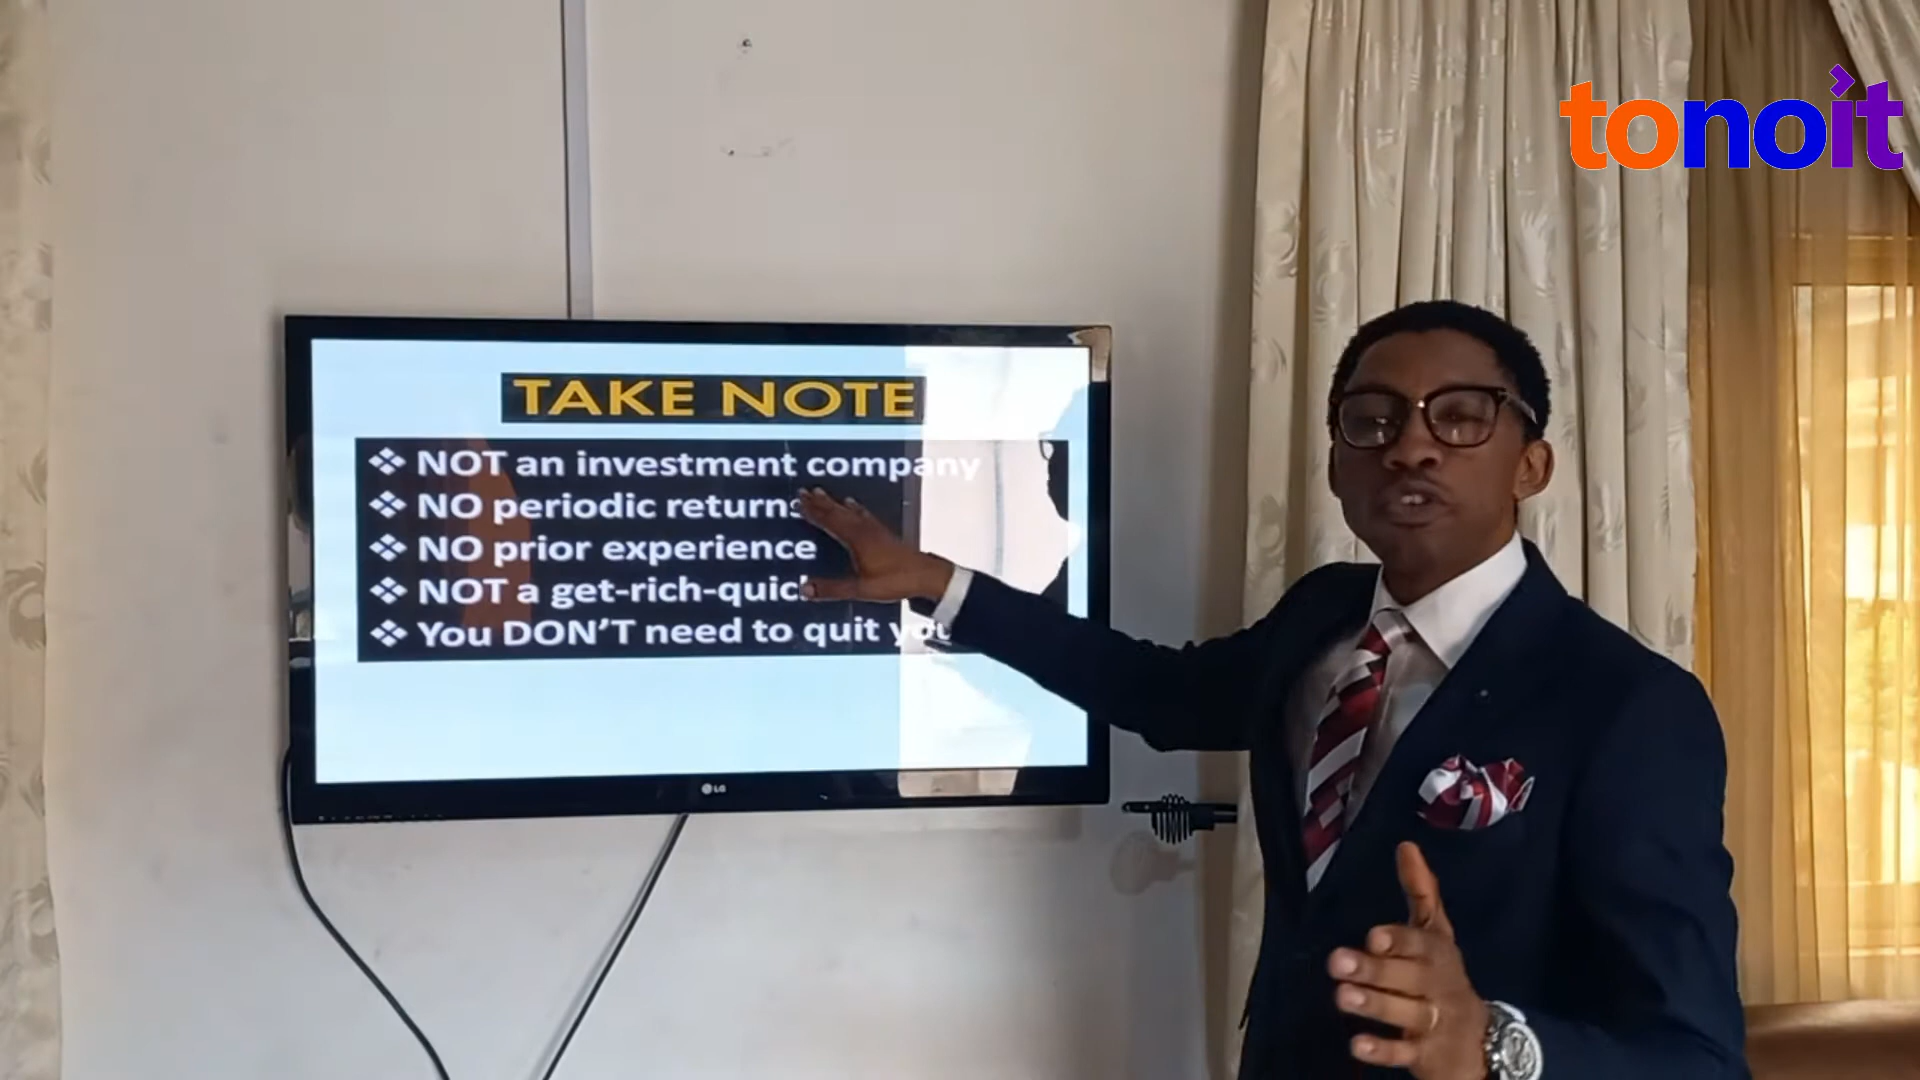 tonoit
TAKE NOTE
❖ NOT an investment company
❖ NO periodic returns
❖ NO prior experience
❖ NOT a get-rich-quick
❖ You DON'T need to quit
LG